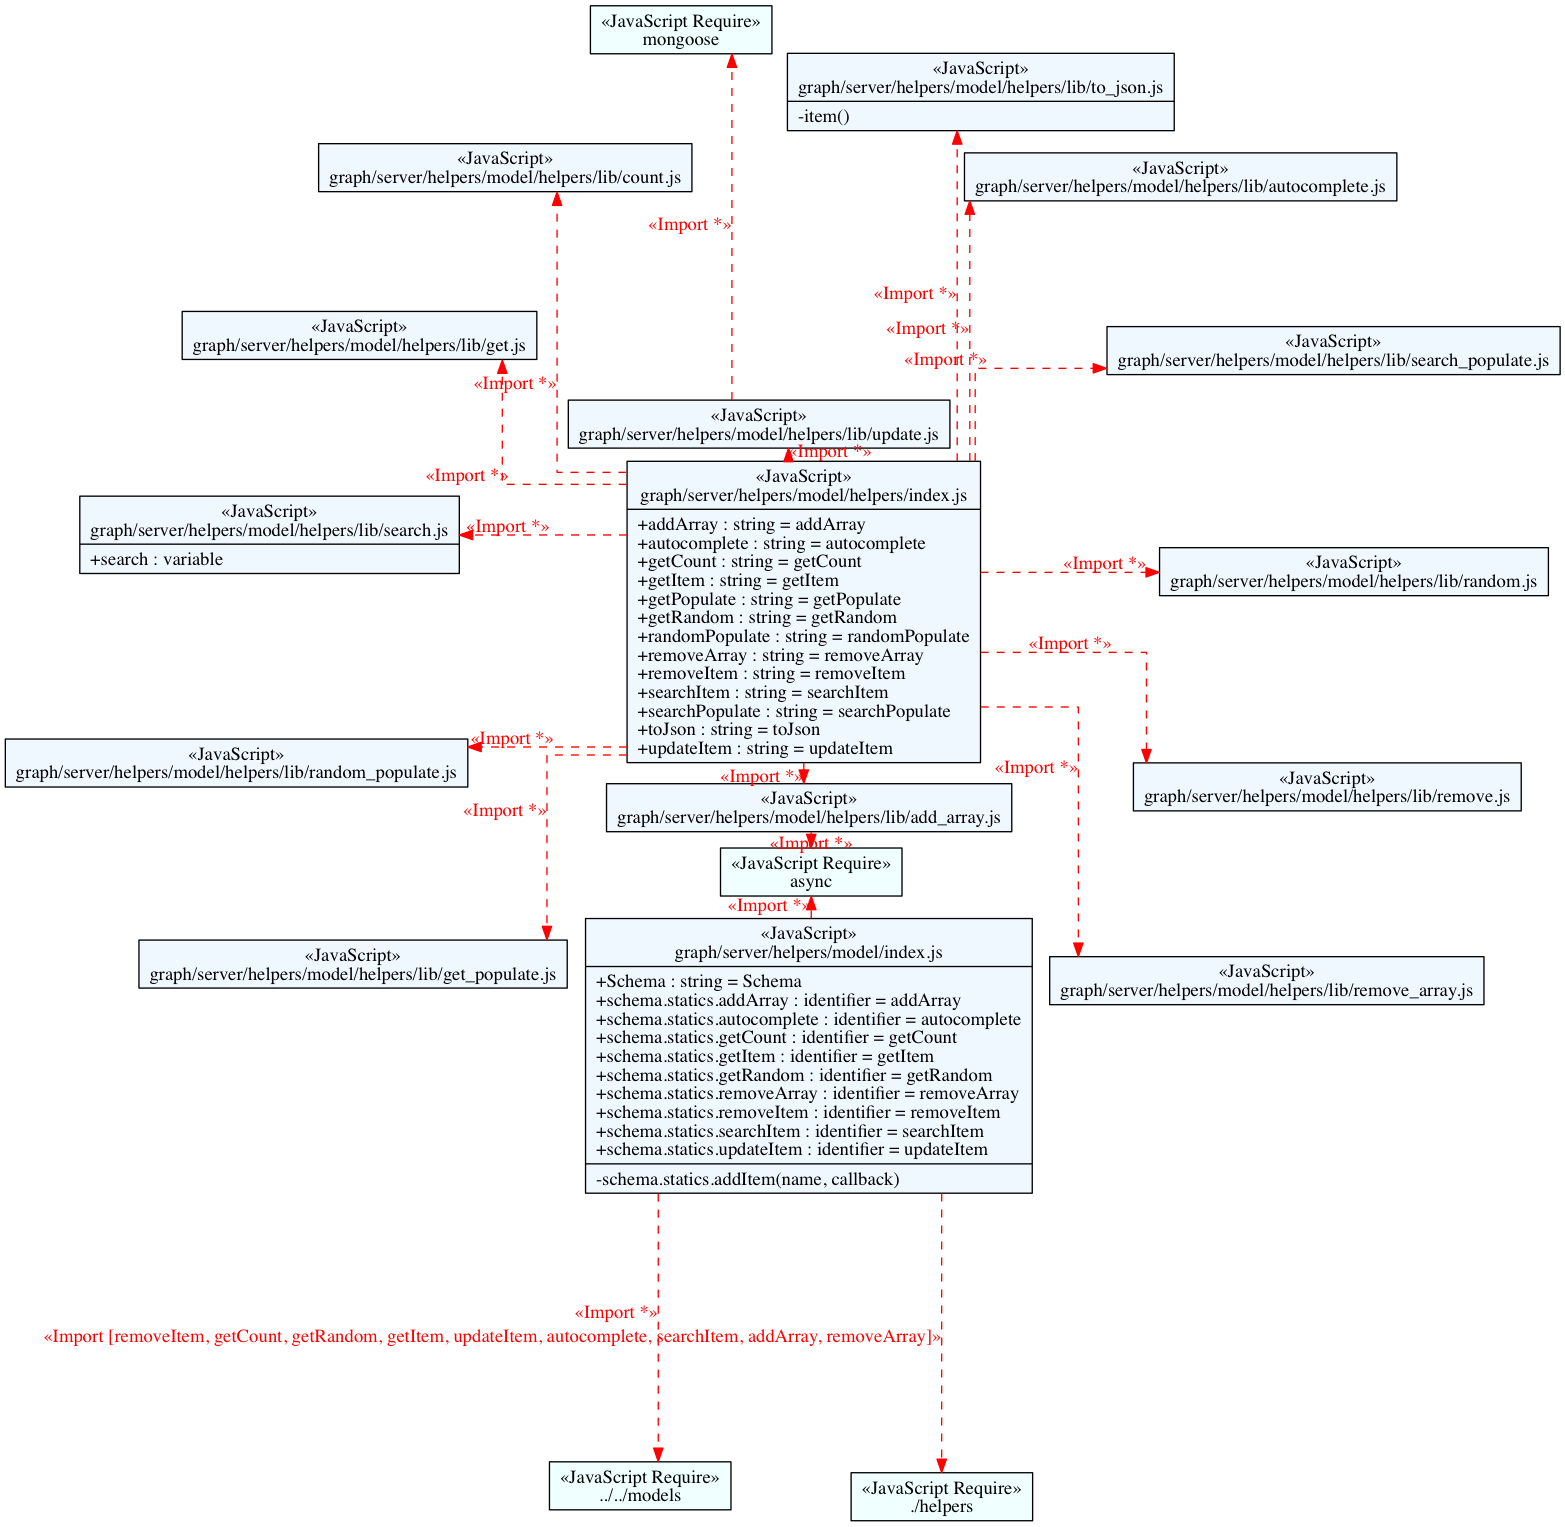 «JavaScript Require»
mongoose
«JavaScript»
graph/server/helpers/model/helpers/lib/to_json.js
-item()
«JavaScript»
graph/server/helpers/model/helpers/lib/count.js
«JavaScript»
graph/server/helpers/model/helpers/lib/autocomplete.js
«Import *»
«Import *»
«Import *»
«Import *»
«JavaScript»
graph/server/helpers/model/helpers/lib/get.js
«JavaScript»
graph/server/helpers/model/helpers/lib/search_populate.js
«Import *»
«JavaScript»
graph/server/helpers/model/helpers/lib/update.js
«Import *»
«Import *»
«JavaScript»
graph/server/helpers/model/helpers/index.js
+addArray : string = addArray
+autocomplete : string = autocomplete
+getCount : string = getCount
+getItem : string = getItem
+getPopulate : string = getPopulate
+getRandom : string = getRandom
+randomPopulate : string = randomPopulate
+removeArray : string = removeArray
+removeItem : string = removeItem
+searchItem : string = searchItem
+searchPopulate : string = searchPopulate
+toJson : string = toJson
+updateItem : string = updateItem
«JavaScript»
graph/server/helpers/model/helpers/lib/search.js
+search : variable
«Import *»
«Import *»
«JavaScript»
graph/server/helpers/model/helpers/lib/random.js
«Import *»
«Import *»
«JavaScript»
graph/server/helpers/model/helpers/lib/random_populate.js
«Import *»
«Import *»
«JavaScript»
graph/server/helpers/model/helpers/lib/remove.js
«Import *»
«JavaScript»
graph/server/helpers/model/helpers/lib/add_array.js
«Import *»
«JavaScript Require»
async
«Import *»
«JavaScript»
graph/server/helpers/model/helpers/lib/get_populate.js
«JavaScript»
graph/server/helpers/model/index.js
+Schema : string = Schema
+schema.statics.addArray : identifier = addArray
+schema.statics.autocomplete : identifier = autocomplete
+schema.statics.getCount : identifier = getCount
+schema.statics.getItem : identifier = getItem
+schema.statics.getRandom : identifier = getRandom
+schema.statics.removeArray : identifier = removeArray
+schema.statics.removeItem : identifier = removeItem
+schema.statics.searchItem : identifier = searchItem
+schema.statics.updateItem : identifier = updateItem
-schema.statics.addItem(name, callback)
«JavaScript»
graph/server/helpers/model/helpers/lib/remove_array.js
«Import *»
«Import [removeItem, getCount, getRandom, getItem, updateItem, autocomplete, searchItem, addArray, removeArray]»
«JavaScript Require»
../../models
«JavaScript Require»
./helpers